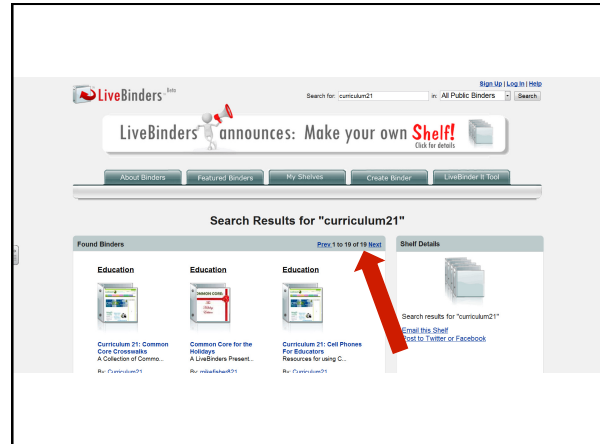 Sign Up | Log In | Help
LiveBinders Beta
Search for: curriculum21 in: All Public Binders Search
LiveBinders announces: Make your own Shelf!
Click for details
About Binders Featured Binders My Shelves Create Binder LiveBinder It Tool
Search Results for "curriculum21"
Found Binders Prev 1 to 19 of 19 Next Shelf Details
Education Education Education
COMMON CORE
Search results for "curriculum21"
Email this Shelf
Post to Twitter or Facebook
Curriculum 21: Common Core Crosswalks
A Collection of Commo...
By: Curriculum21
Common Core for the Holidays
A LiveBinders Present...
By: mikefisher821
Curriculum 21: Cell Phones For Educators
Resources for using C...
By: Curriculum21